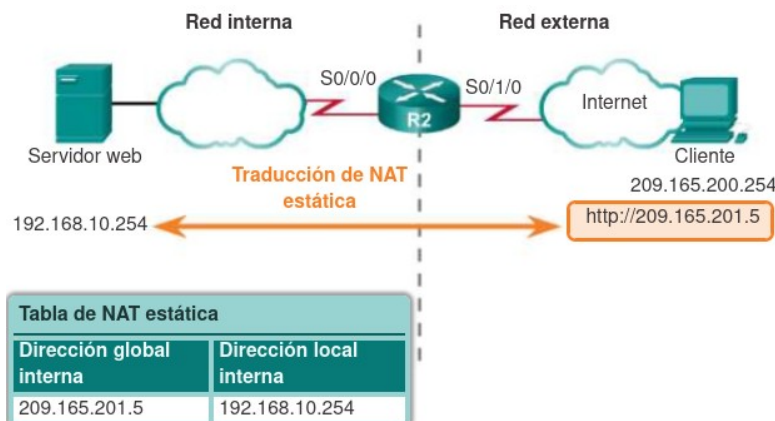 Red interna
Red externa
S0/0/0
S0/1/0
R2
Internet
Servidor web
Cliente
Traducción de NAT
estática
209.165.200.254
192.168.10.254
http://209.165.201.5
Tabla de NAT estática
Dirección global
interna
Dirección local
interna
209.165.201.5
192.168.10.254